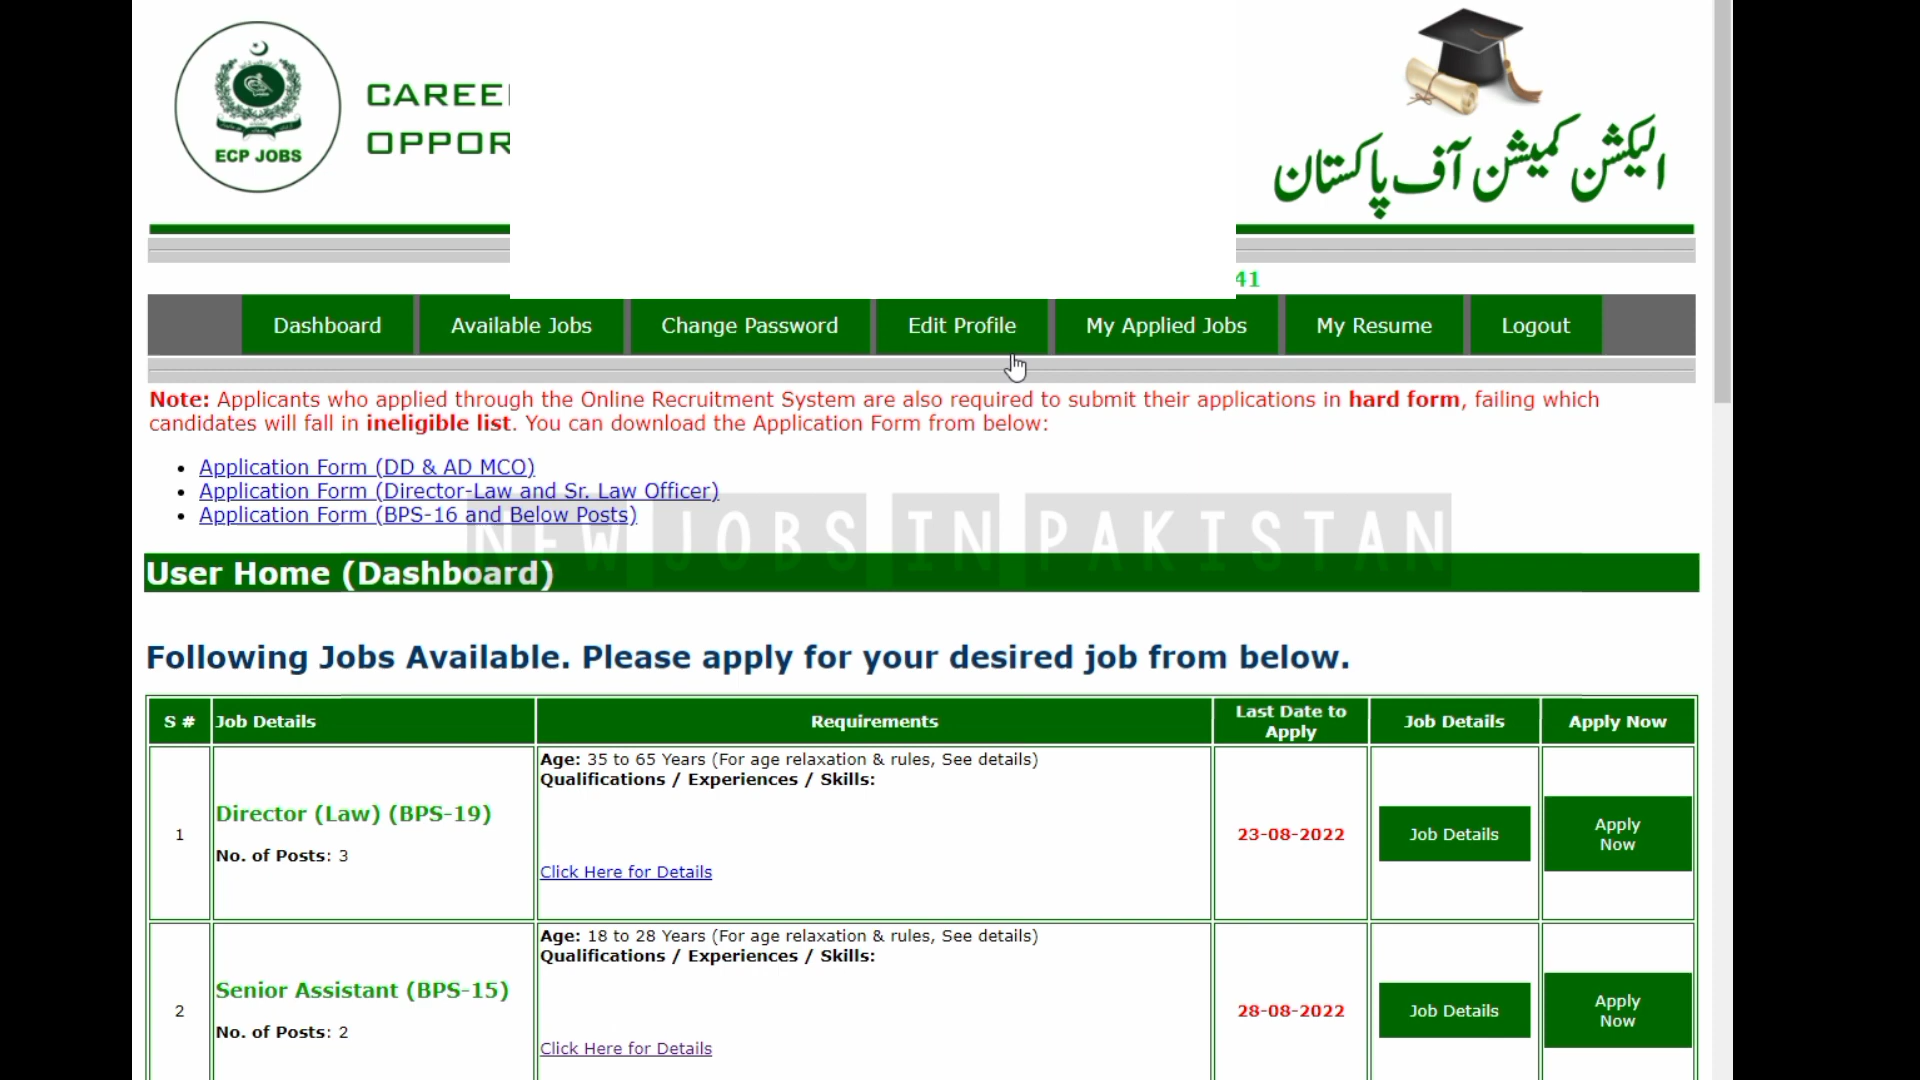 ECP JOBS
CAREE
OPPOR
الیکشن کمیشن آف پاکستان
41
Dashboard
Available Jobs
Change Password
Edit Profile
My Applied Jobs
My Resume
Logout
Note: Applicants who applied through the Online Recruitment System are also required to submit their applications in hard form, failing which
candidates will fall in ineligible list. You can download the Application Form from below:
• Application Form (DD & AD MCO)
• Application Form (Director-Law and Sr. Law Officer)
• Application Form (BPS-16 and Below Posts)
NEW JOBS IN PAKISTAN
User Home (Dashboard)
Following Jobs Available. Please apply for your desired job from below.
S #
Job Details
Requirements
Last Date to
Apply
Job Details
Apply Now
1
Director (Law) (BPS-19)
No. of Posts: 3
Age: 35 to 65 Years (For age relaxation & rules, See details)
Qualifications / Experiences / Skills:
Click Here for Details
23-08-2022
Job Details
Apply
Now
2
Senior Assistant (BPS-15)
No. of Posts: 2
Age: 18 to 28 Years (For age relaxation & rules, See details)
Qualifications / Experiences / Skills:
Click Here for Details
28-08-2022
Job Details
Apply
Now